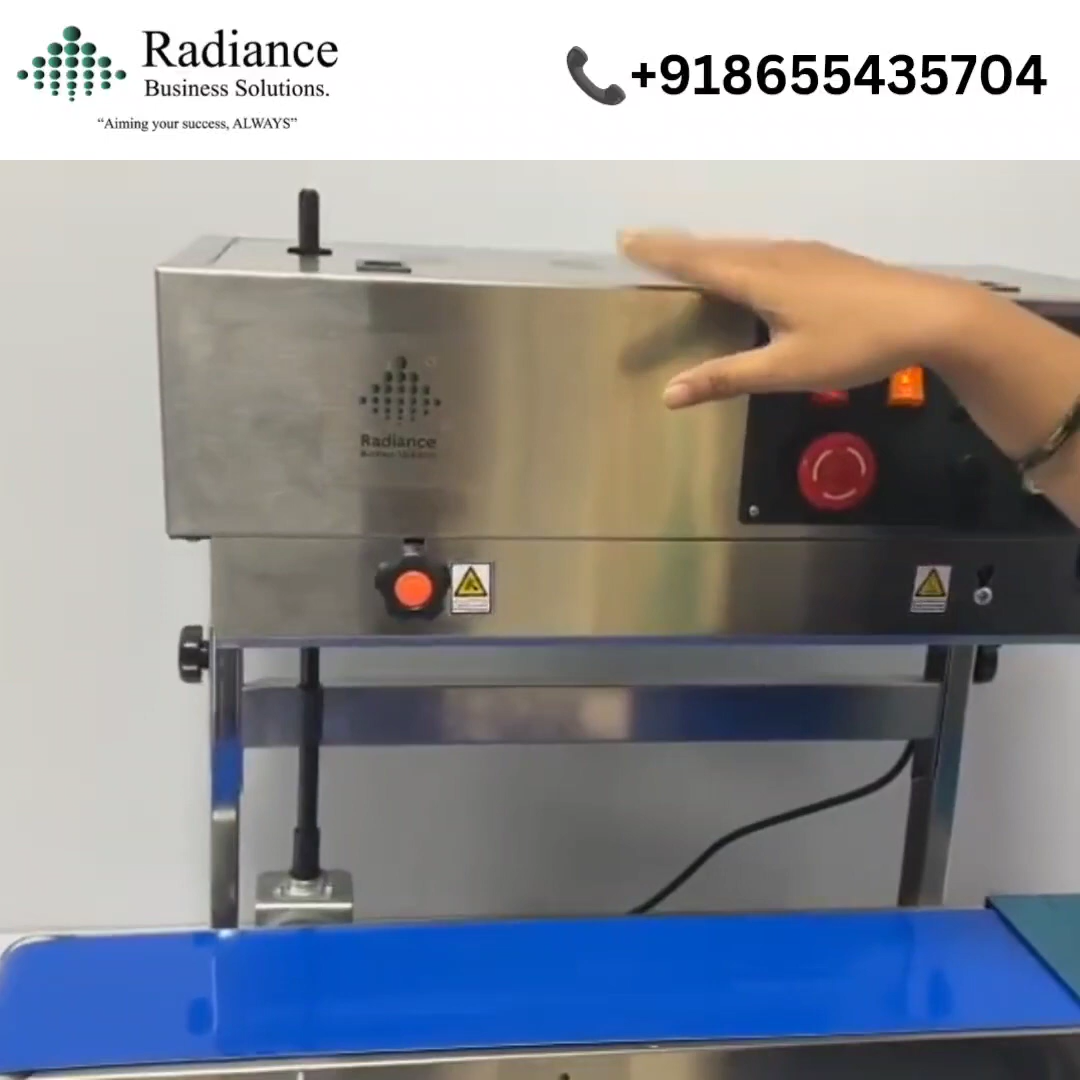 Radiance
Business Solutions.
“Aiming your success, ALWAYS”
+918655435704
Radiance